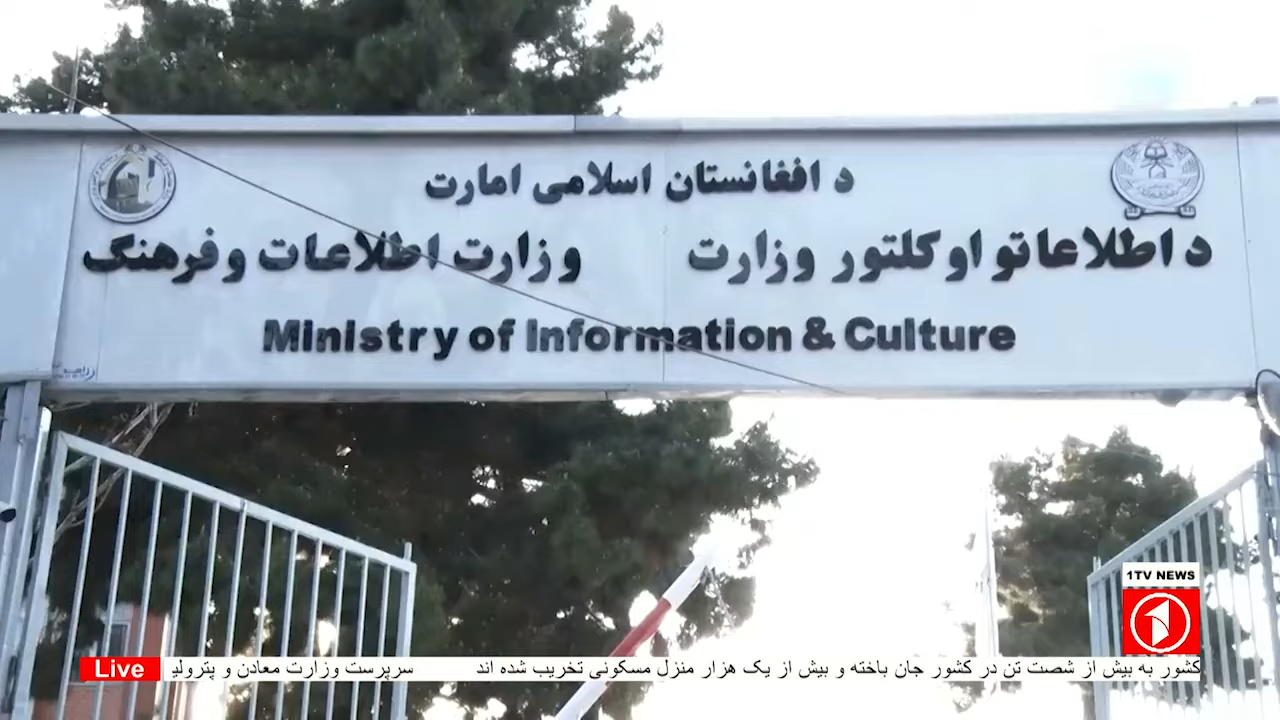 د افغانستان اسلامی امارت
د اطلاعاتو او کلتور وزارت
وزارت اطلاعات و فرهنگ
Ministry of Information & Culture
1TV NEWS
Live
کشور به بیش از شصت تن در کشور جان باخته و بیش از یک هزار منزل مسکونی تخریب شده اند
سرپرست وزارت معادن و پترولی